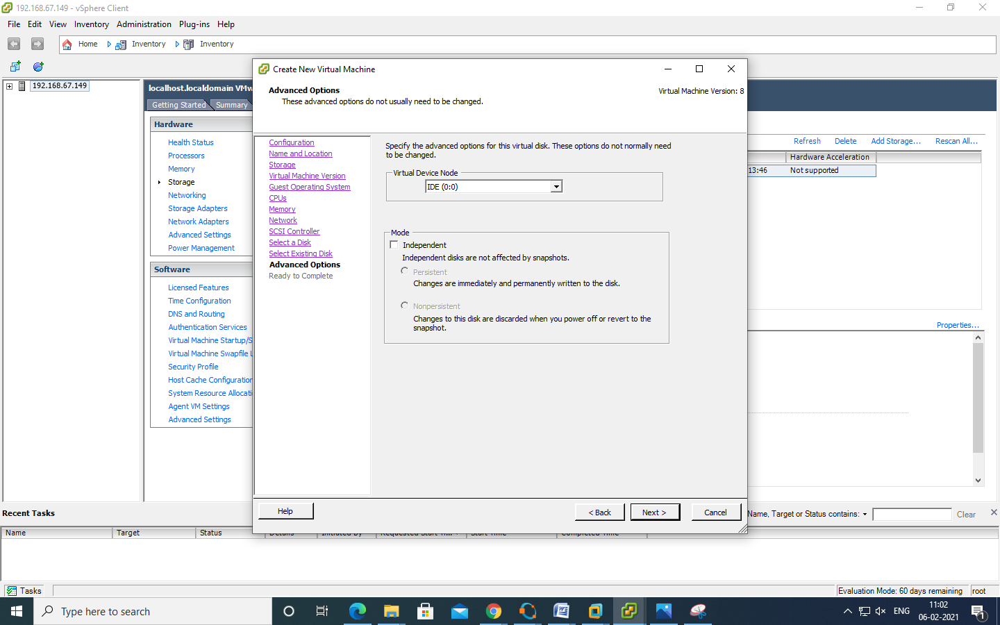 192.168.67.149 - vSphere Client
File Edit View Inventory Administration Plug-ins Help
Home Inventory Inventory
192.168.67.149
localhost.localdomain
Getting Started Summary
Hardware
Health Status
Processors
Memory
Storage
Networking
Storage Adapters
Network Adapters
Advanced Settings
Power Management
Software
Licensed Features
Time Configuration
DNS and Routing
Authentication Services
Virtual Machine Startup/S
Virtual Machine Swapfile L
Security Profile
Host Cache Configuration
System Resource Allocati
Agent VM Settings
Advanced Settings
Create New Virtual Machine
Advanced Options
These advanced options do not usually need to be changed.
Virtual Machine Version: 8
Configuration
Name and Location
Storage
Virtual Machine Version
Guest Operating System
CPUs
Memory
Network
SCSI Controller
Select a Disk
Select Existing Disk
Advanced Options
Ready to Complete
Specify the advanced options for this virtual disk. These options do not normally need
to be changed.
Virtual Device Node
IDE (0:0)
Mode
Independent
Independent disks are not affected by snapshots.
Persistent
Changes are immediately and permanently written to the disk.
Nonpersistent
Changes to this disk are discarded when you power off or revert to the
snapshot.
Help < Back Next > Cancel
Refresh Delete Add Storage... Rescan All...
Hardware Acceleration
13:46 Not supported
Properties...
Recent Tasks
Name, Target or Status contains: Clear
Name Target Status Details Initiated by Requested Start Ti... Start Time Completed Time
Tasks
Evaluation Mode: 60 days remaining root
Type here to search
ENG
11:02
06-02-2021
1